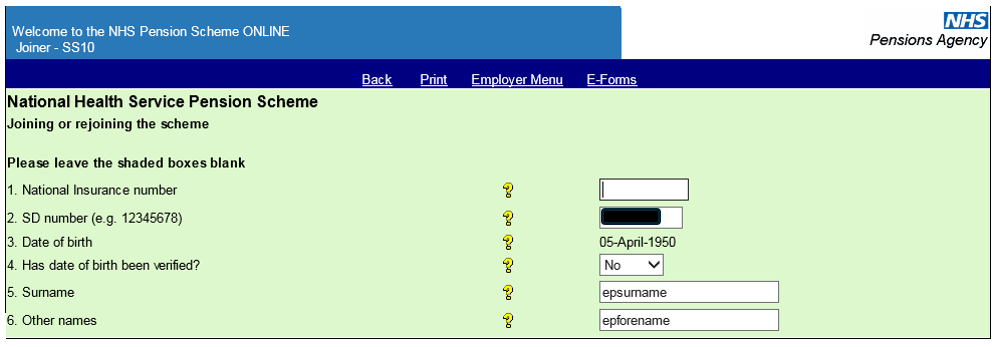 Welcome to the NHS Pension Scheme ONLINE
Joiner - SS10
NHS
Pensions Agency
Back Print Employer Menu E-Forms
National Health Service Pension Scheme
Joining or rejoining the scheme
Please leave the shaded boxes blank
1. National Insurance number ?
2. SD number (e.g. 12345678) ?
3. Date of birth ? 05-April-1950
4. Has date of birth been verified? ? No
5. Surname ? epsurname
6. Other names ? epforename